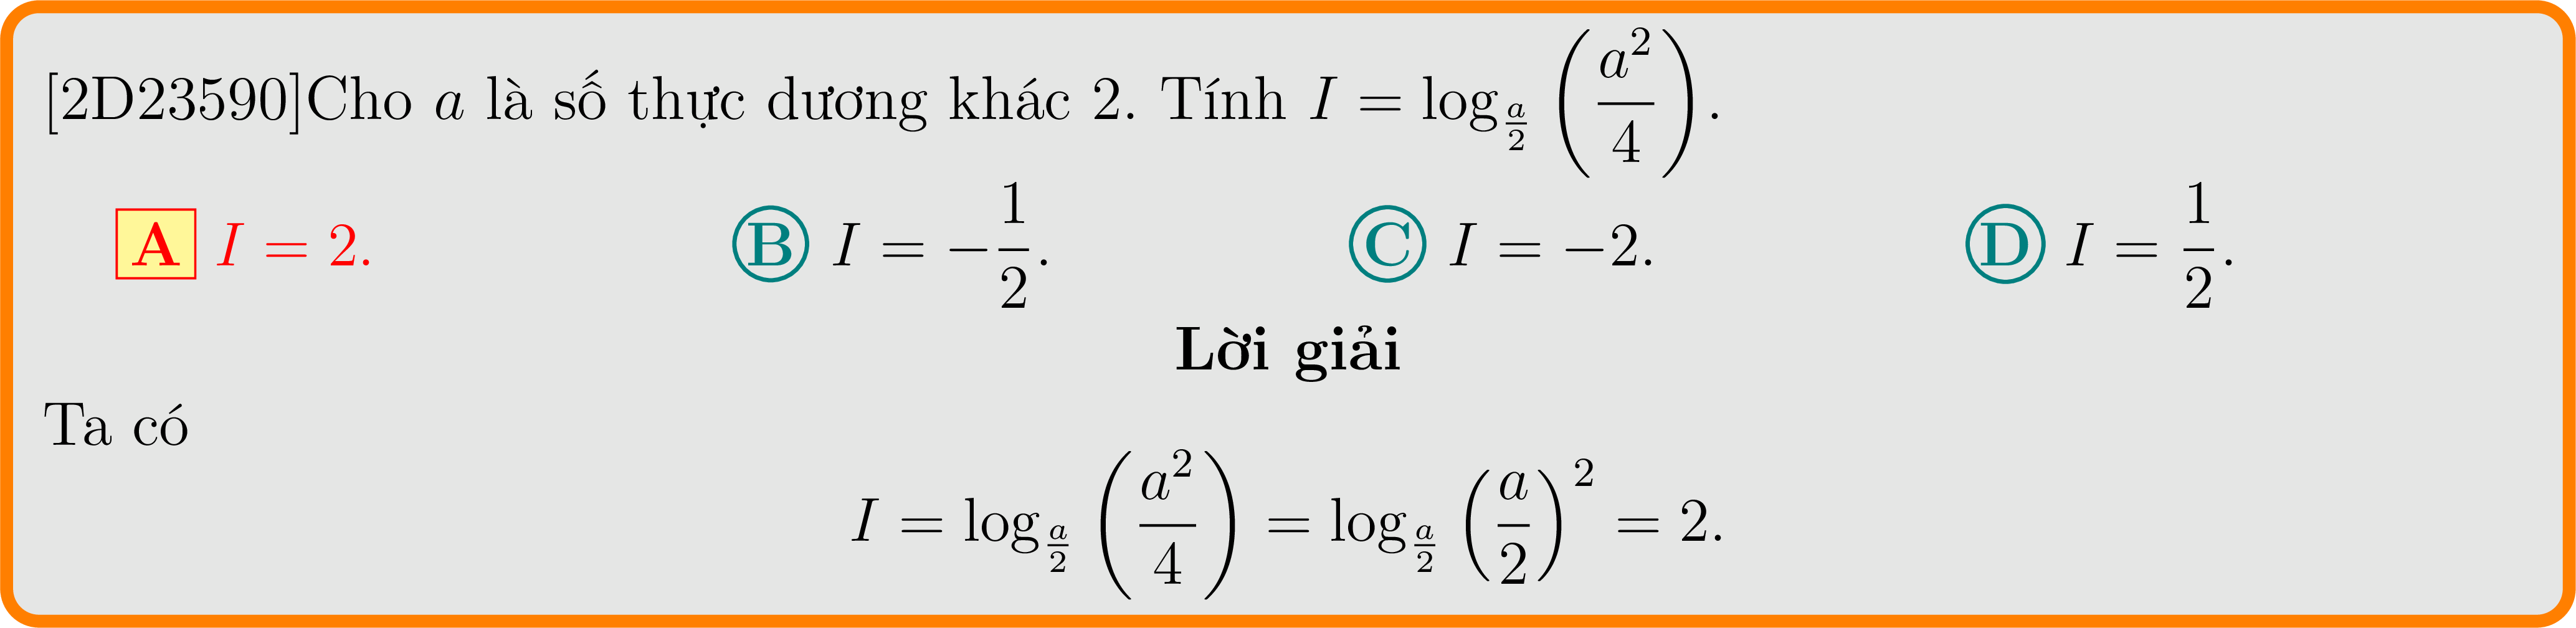 [2D23590]Cho $a$ là số thực dương khác 2. Tính $I = \log_{\frac{a}{2}} \left(\frac{a^2}{4}\right)$.
A $I = 2$. B $I = -\frac{1}{2}$. C $I = -2$. D $I = \frac{1}{2}$.
Lời giải
Ta có
$I = \log_{\frac{a}{2}} \left(\frac{a^2}{4}\right) = \log_{\frac{a}{2}} \left(\frac{a}{2}\right)^2 = 2.$